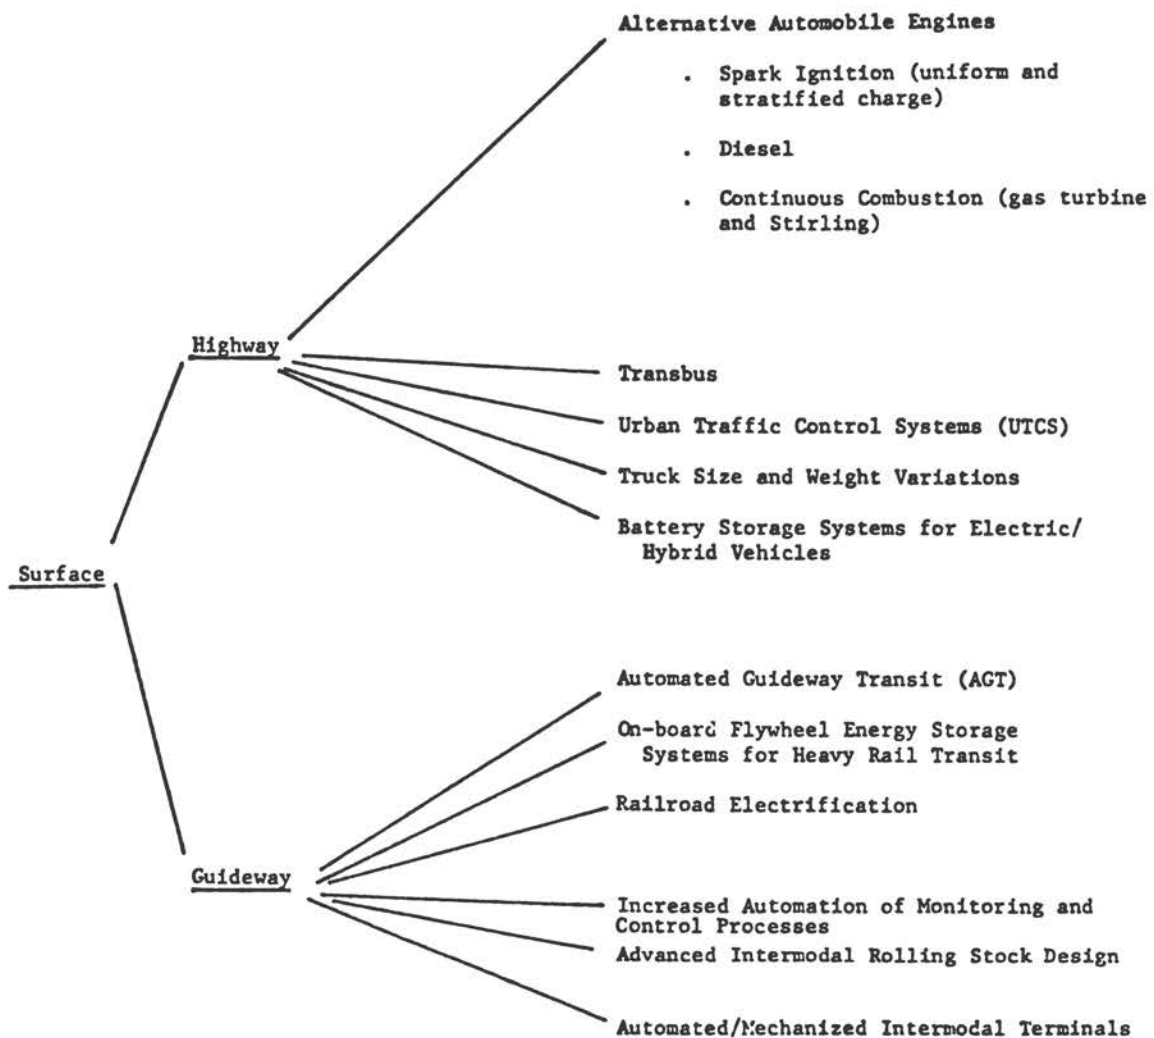 Alternative Automobile Engines
. Spark Ignition (uniform and
stratified charge)
. Diesel
. Continuous Combustion (gas turbine
and Stirling)
Highway
Transbus
Urban Traffic Control Systems (UTCS)
Truck Size and Weight Variations
Battery Storage Systems for Electric/
Hybrid Vehicles
Surface
Automated Guideway Transit (AGT)
On-board Flywheel Energy Storage
Systems for Heavy Rail Transit
Railroad Electrification
Guideway
Increased Automation of Monitoring and
Control Processes
Advanced Intermodal Rolling Stock Design
Automated/Mechanized Intermodal Terminals